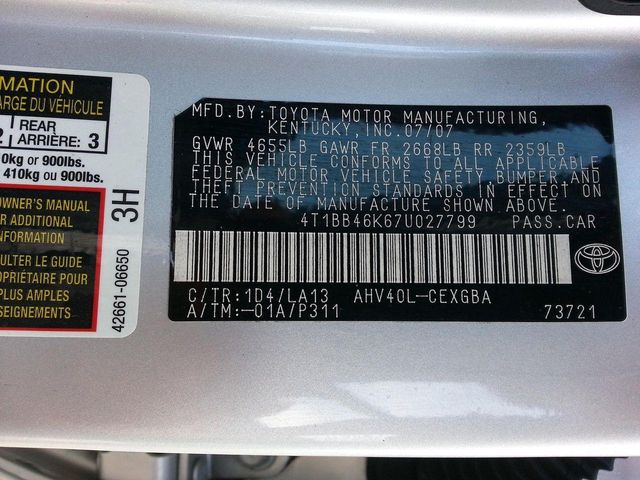 MATION
ARGE DU VÉHICULE
2 REAR ARRIÈRE: 3
0kg or 900lbs.
410kg ou 900lbs.
OWNER'S MANUAL
R ADDITIONAL
NFORMATION
ULTER LE GUIDE
OPRIÉTAIRE POUR
PLUS AMPLES
SEIGNEMENTS
3H
42661-06650
MFD.BY:TOYOTA MOTOR MANUFACTURING,
KENTUCKY,INC.07/07
GVWR 4655LB GAWR FR 2668LB RR 2359LB
THIS VEHICLE CONFORMS TO ALL APPLICABLE
FEDERAL MOTOR VEHICLE SAFETY BUMPER AND
THEFT PREVENTION STANDARDS IN EFFECT ON
THE DATE OF MANUFACTURE SHOWN ABOVE.
4T1BB46K67U027799 PASS.CAR
C/TR:1D4/LA13 AHV40L-CEXGBA
A/TM:-01A/P311 73721